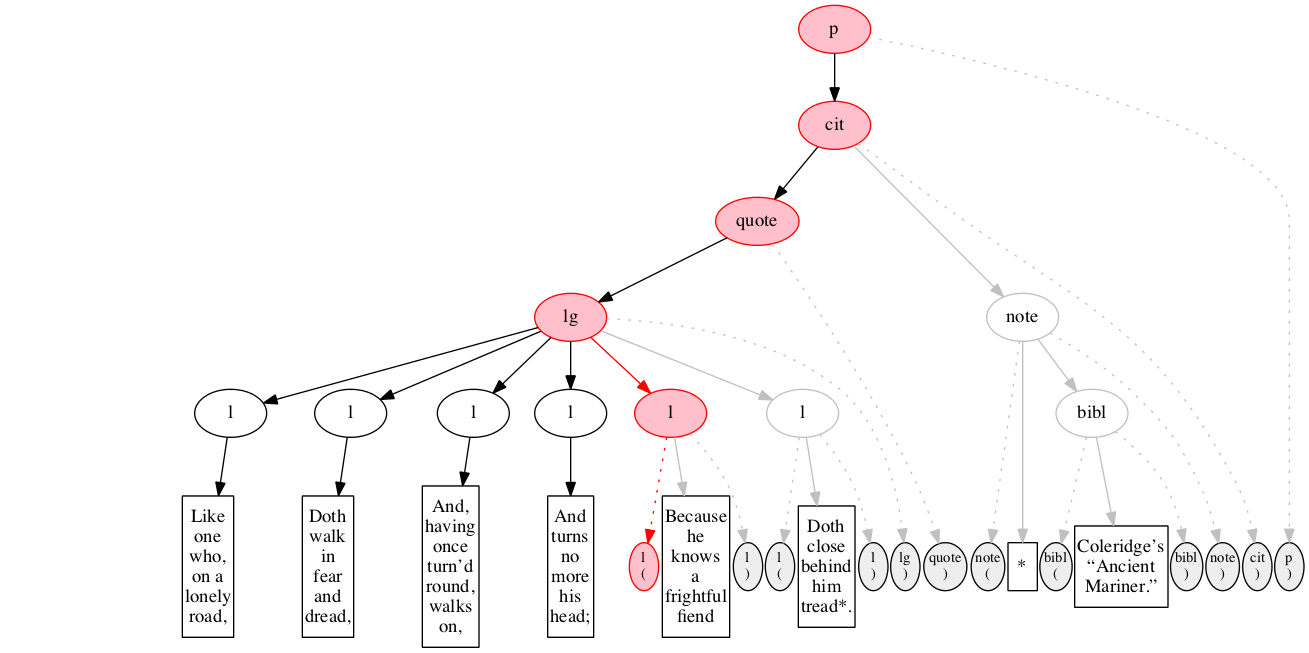 p
cit
quote
lg
note
l
l
l
l
l
l
bibl
Like
one
who,
on a
lonely
road,
Doth
walk
in
fear
and
dread,
And,
having
once
turn’d
round,
walks
on,
And
turns
no
more
his
head;
l
(
Because
he
knows
a
frightful
fiend
l
)
l
(
Doth
close
behind
him
tread*.
l
)
lg
)
quote
)
note
(
*
bibl
(
Coleridge’s
“Ancient
Mariner.”
bibl
)
note
)
cit
)
p
)